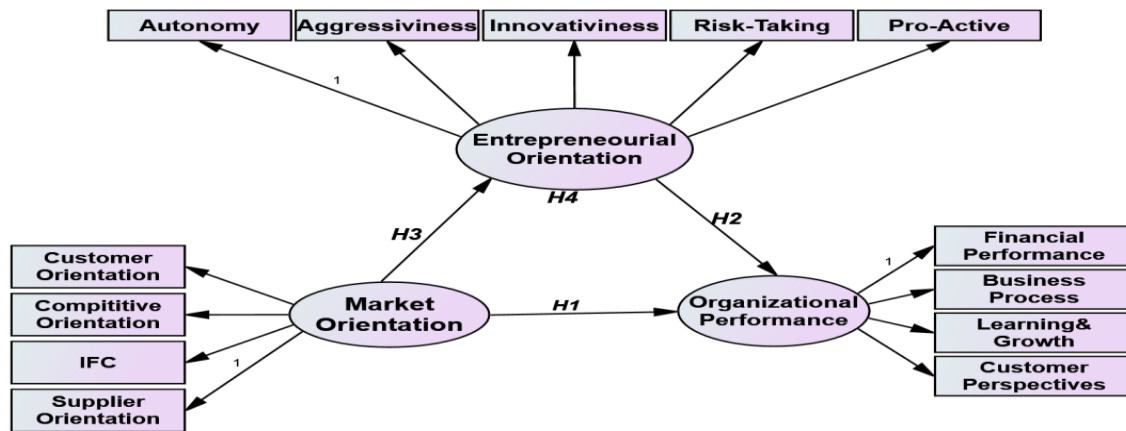 Autonomy
Aggressiviness
Innovativiness
Risk-Taking
Pro-Active
1
Entrepreneourial
Orientation
H4
H3
H2
Customer
Orientation
Compititive
Orientation
IFC
1
Supplier
Orientation
Market
Orientation
H1
Organizational
Performance
1
Financial
Performance
Business
Process
Learning&
Growth
Customer
Perspectives